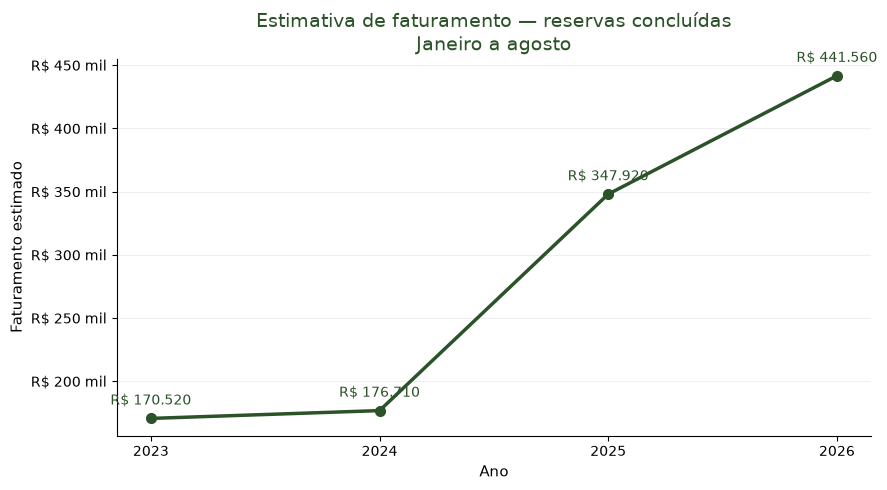 Estimativa de faturamento — reservas concluídas
Janeiro a agosto
R$ 441.560
R$ 450 mil
R$ 400 mil
R$ 347.920
R$ 350 mil
R$ 300 mil
R$ 250 mil
R$ 200 mil
R$ 176.710
R$ 170.520
Faturamento estimado
2023
2024
2025
2026
Ano